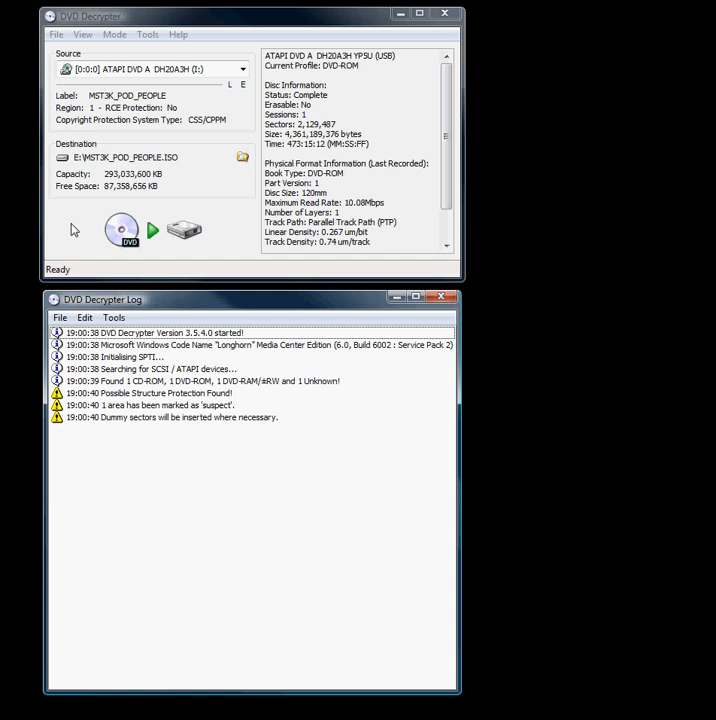 DVD Decrypter
File View Mode Tools Help
Source
[0:0:0] ATAPI DVD A DH20A3H (I:)
L E
Label: MST3K_POD_PEOPLE
Region: 1 - RCE Protection: No
Copyright Protection System Type: CSS/CPPM
Destination
E:\MST3K_POD_PEOPLE.ISO
Capacity: 293,033,600 KB
Free Space: 87,358,656 KB
DVD
ATAPI DVD A DH20A3H YP5U (USB)
Current Profile: DVD-ROM
Disc Information:
Status: Complete
Erasable: No
Sessions: 1
Sectors: 2,129,487
Size: 4,361,189,376 bytes
Time: 473:15:12 (MM:SS:FF)
Physical Format Information (Last Recorded):
Book Type: DVD-ROM
Part Version: 1
Disc Size: 120mm
Maximum Read Rate: 10.08Mbps
Number of Layers: 1
Track Path: Parallel Track Path (PTP)
Linear Density: 0.267 um/bit
Track Density: 0.74 um/track
Ready
DVD Decrypter Log
File Edit Tools
19:00:38 DVD Decrypter Version 3.5.4.0 started!
19:00:38 Microsoft Windows Code Name "Longhorn" Media Center Edition (6.0, Build 6002 : Service Pack 2)
19:00:38 Initialising SPTI...
19:00:38 Searching for SCSI / ATAPI devices...
19:00:39 Found 1 CD-ROM, 1 DVD-ROM, 1 DVD-RAM/±RW and 1 Unknown!
19:00:40 Possible Structure Protection Found!
19:00:40 1 area has been marked as 'suspect'.
19:00:40 Dummy sectors will be inserted where necessary.